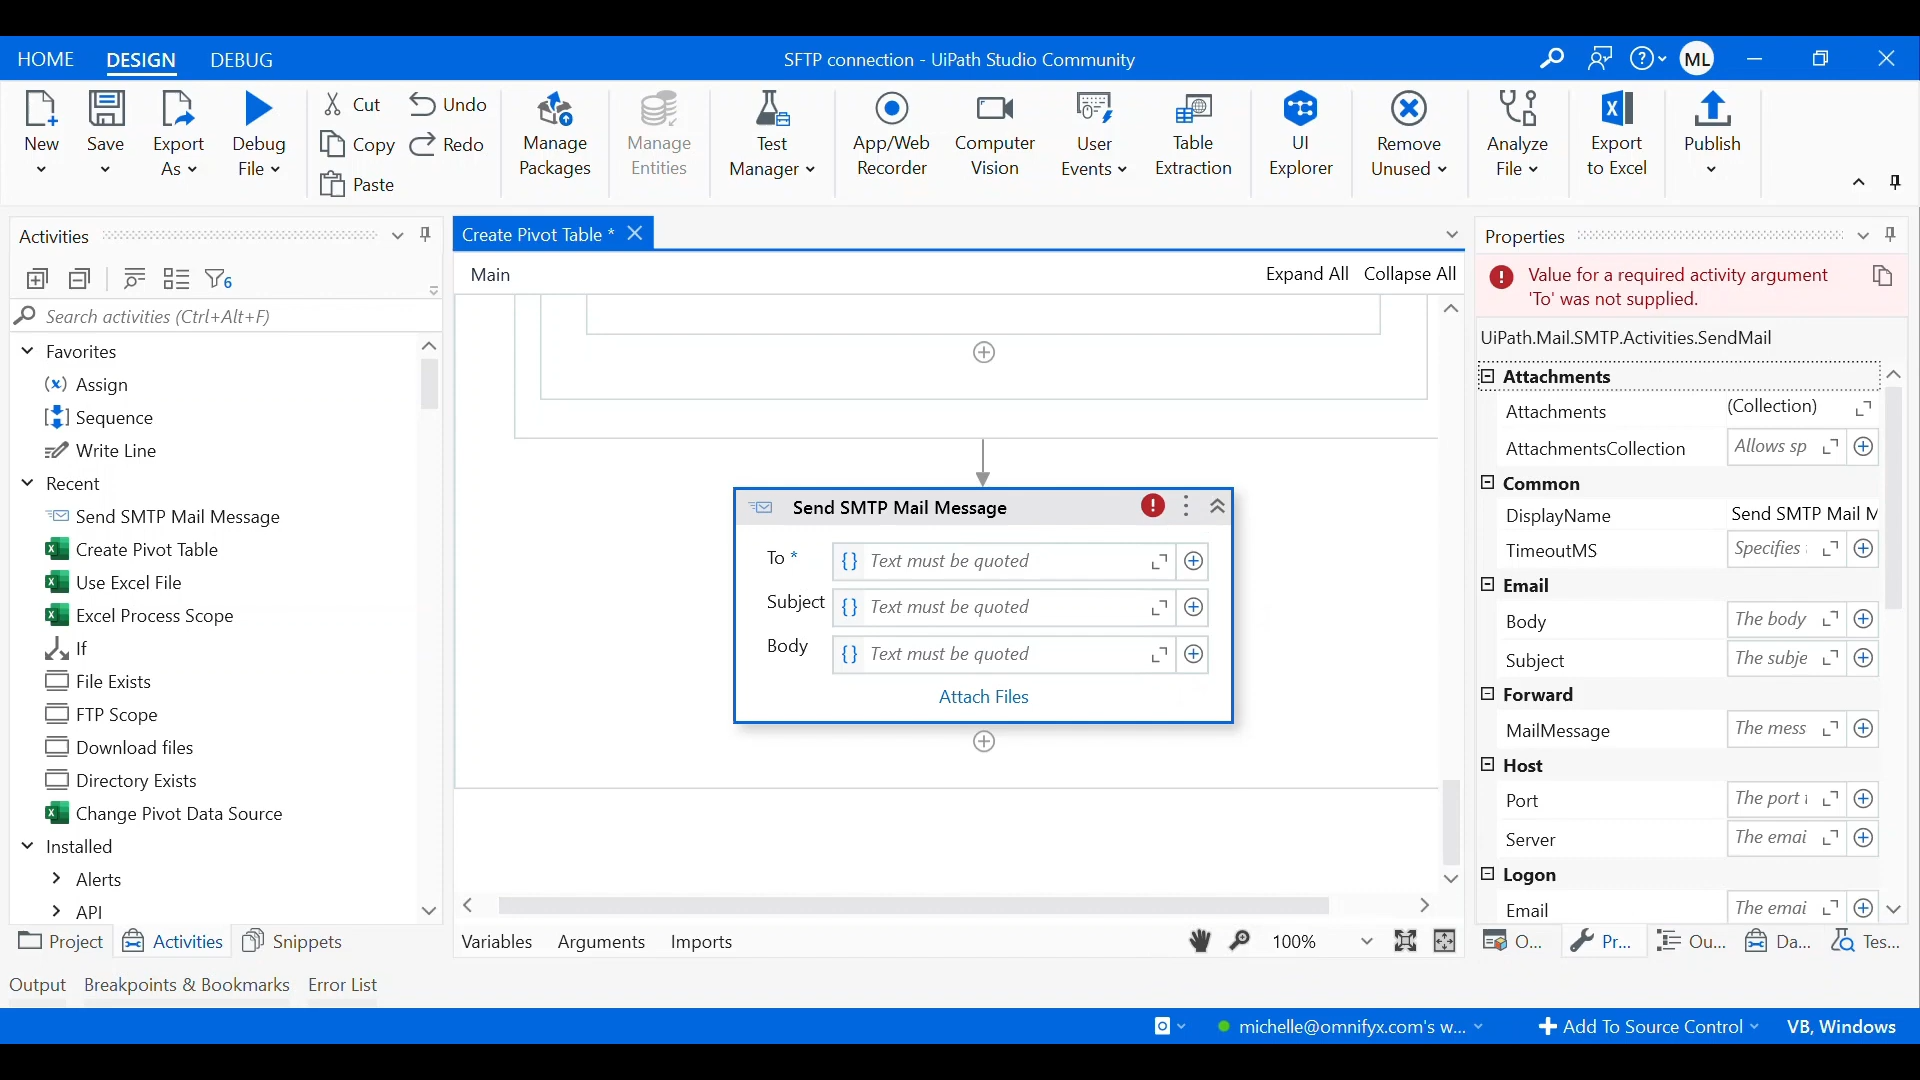 HOME DESIGN DEBUG
SFTP connection - UiPath Studio Community
ML
New
Save
Export As
Debug File
Cut
Copy
Paste
Undo
Redo
Manage Packages
Manage Entities
Test Manager
App/Web Recorder
Computer Vision
User Events
Table Extraction
UI Explorer
Remove Unused
Analyze File
Export to Excel
Publish
Activities
6
Search activities (Ctrl+Alt+F)
Favorites
Assign
Sequence
Write Line
Recent
Send SMTP Mail Message
Create Pivot Table
Use Excel File
Excel Process Scope
If
File Exists
FTP Scope
Download files
Directory Exists
Change Pivot Data Source
Installed
Alerts
API
Project Activities Snippets
Create Pivot Table *
Main
Expand All Collapse All
Send SMTP Mail Message
To * Text must be quoted
Subject Text must be quoted
Body Text must be quoted
Attach Files
Variables Arguments Imports
100%
Properties
Value for a required activity argument
'To' was not supplied.
UiPath.Mail.SMTP.Activities.SendMail
Attachments
Attachments (Collection)
AttachmentsCollection Allows sp
Common
DisplayName Send SMTP Mail M
TimeoutMS Specifies
Email
Body The body
Subject The subje
Forward
MailMessage The mess
Host
Port The port t
Server The emai
Logon
Email The emai
O... Pr... Ou... Da... Tes...
Output Breakpoints & Bookmarks Error List
michelle@omnifyx.com's w...
Add To Source Control
VB, Windows